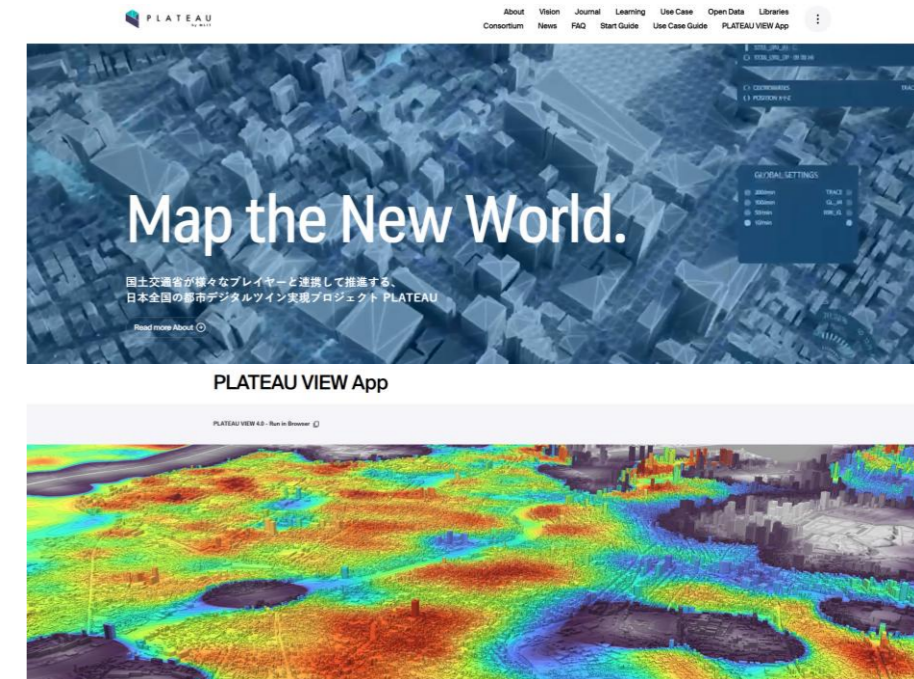 PLATEAU
by MLIT
About Vision Journal Learning Use Case Open Data Libraries
Consortium News FAQ Start Guide Use Case Guide PLATEAU VIEW App
GLOBAL SETTINGS
TRACE
Map the New World.
国土交通省が様々なプレイヤーと連携して推進する、
日本全国の都市デジタルツイン実現プロジェクト PLATEAU
Read more About
PLATEAU VIEW App
PLATEAU VIEW 4.0 - Run in Browser